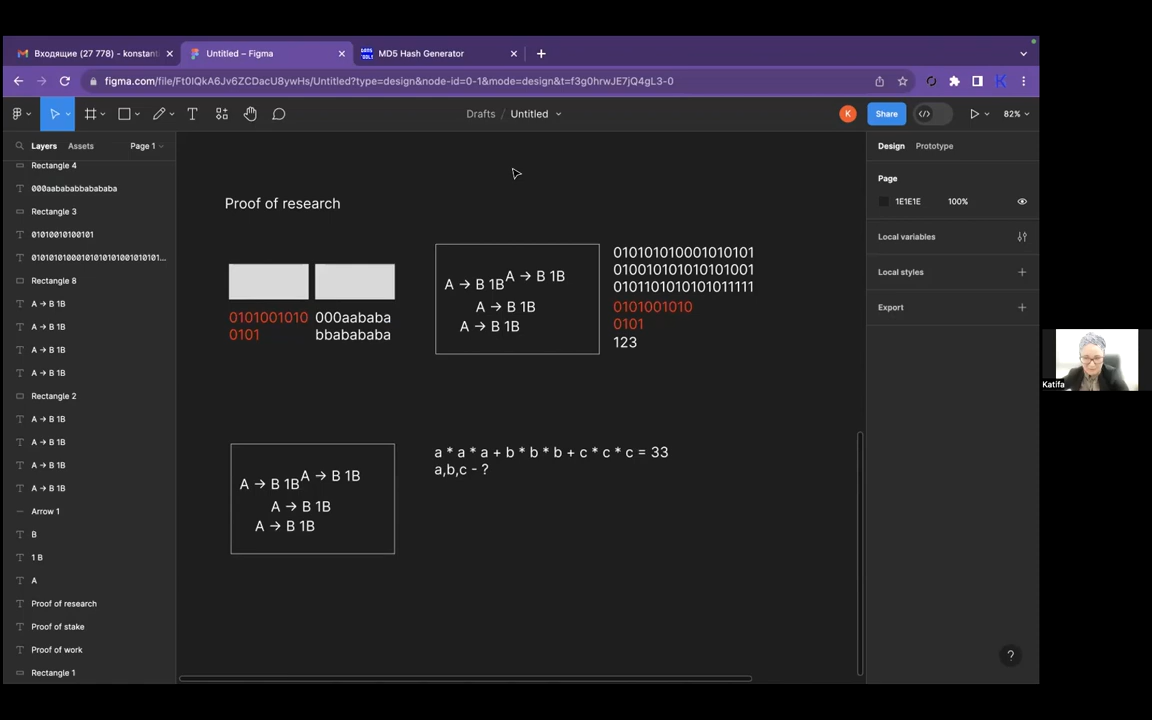 Входящие (27 778) - konstant
Untitled – Figma
MD5 Hash Generator
figma.com/file/Ft0IQkA6Jv6ZCDacU8ywHs/Untitled?type=design&node-id=0-1&mode=design&t=f3g0hrwJE7jQ4gL3-0
K
Drafts / Untitled
K
Share
82%
Layers
Assets
Page 1
Design
Prototype
Rectangle 4
000aabababbabababa
Rectangle 3
01010010100101
010101010001010101010010101...
Rectangle 8
A → B 1B
A → B 1B
A → B 1B
A → B 1B
Rectangle 2
A → B 1B
A → B 1B
A → B 1B
A → B 1B
Arrow 1
B
1 B
A
Proof of research
Proof of stake
Proof of work
Rectangle 1
Proof of research
0101001010
0101
000aababa
bbabababa
A → B 1B
A → B 1B
A → B 1B
A → B 1B
010101010001010101
010010101010101001
0101101010101011111
0101001010
0101
123
A → B 1B
A → B 1B
A → B 1B
A → B 1B
a * a * a + b * b * b + c * c * c = 33
a,b,c - ?
Page
1E1E1E
100%
Local variables
Local styles
Export
?
Katifa